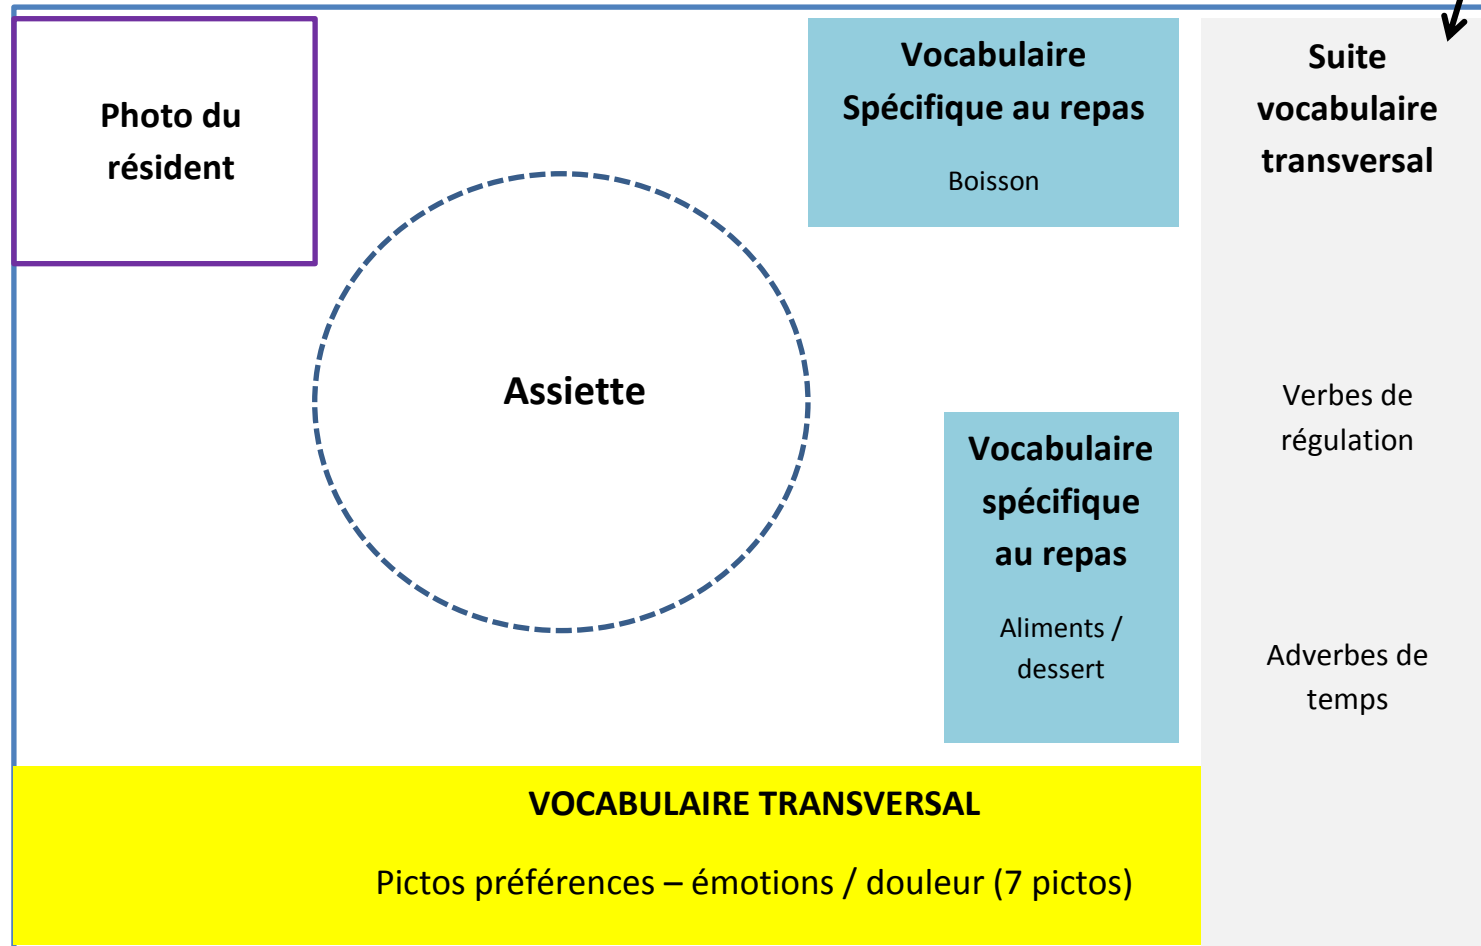 Photo du
résident
Vocabulaire
Spécifique au repas
Boisson
Suite
vocabulaire
transversal
Assiette
Vocabulaire
spécifique
au repas
Aliments /
dessert
Verbes de
régulation
Adverbes de
temps
VOCABULAIRE TRANSVERSAL
Pictos préférences – émotions / douleur (7 pictos)